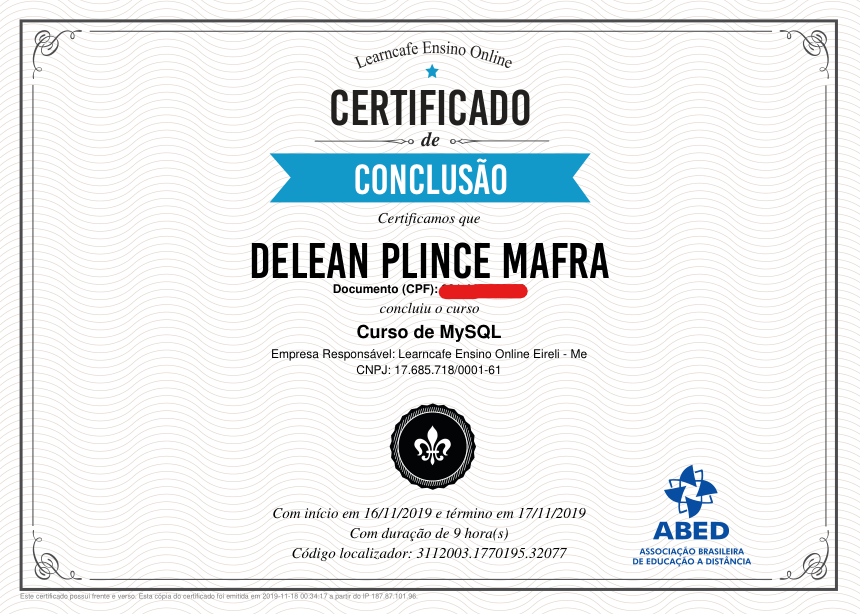 Learncafe Ensino Online
CERTIFICADO
de
CONCLUSÃO
Certificamos que
DELEAN PLINCE MAFRA
Documento (CPF):
concluiu o curso
Curso de MySQL
Empresa Responsável: Learncafe Ensino Online Eireli - Me
CNPJ: 17.685.718/0001-61
Com início em 16/11/2019 e término em 17/11/2019
Com duração de 9 hora(s)
Código localizador: 3112003.1770195.32077
ABED
ASSOCIAÇÃO BRASILEIRA
DE EDUCAÇÃO A DISTÂNCIA
Este certificado possui frente e verso. Esta cópia do certificado foi emitida em 2019-11-18 00:34:17 a partir do IP 187.87.101.96.